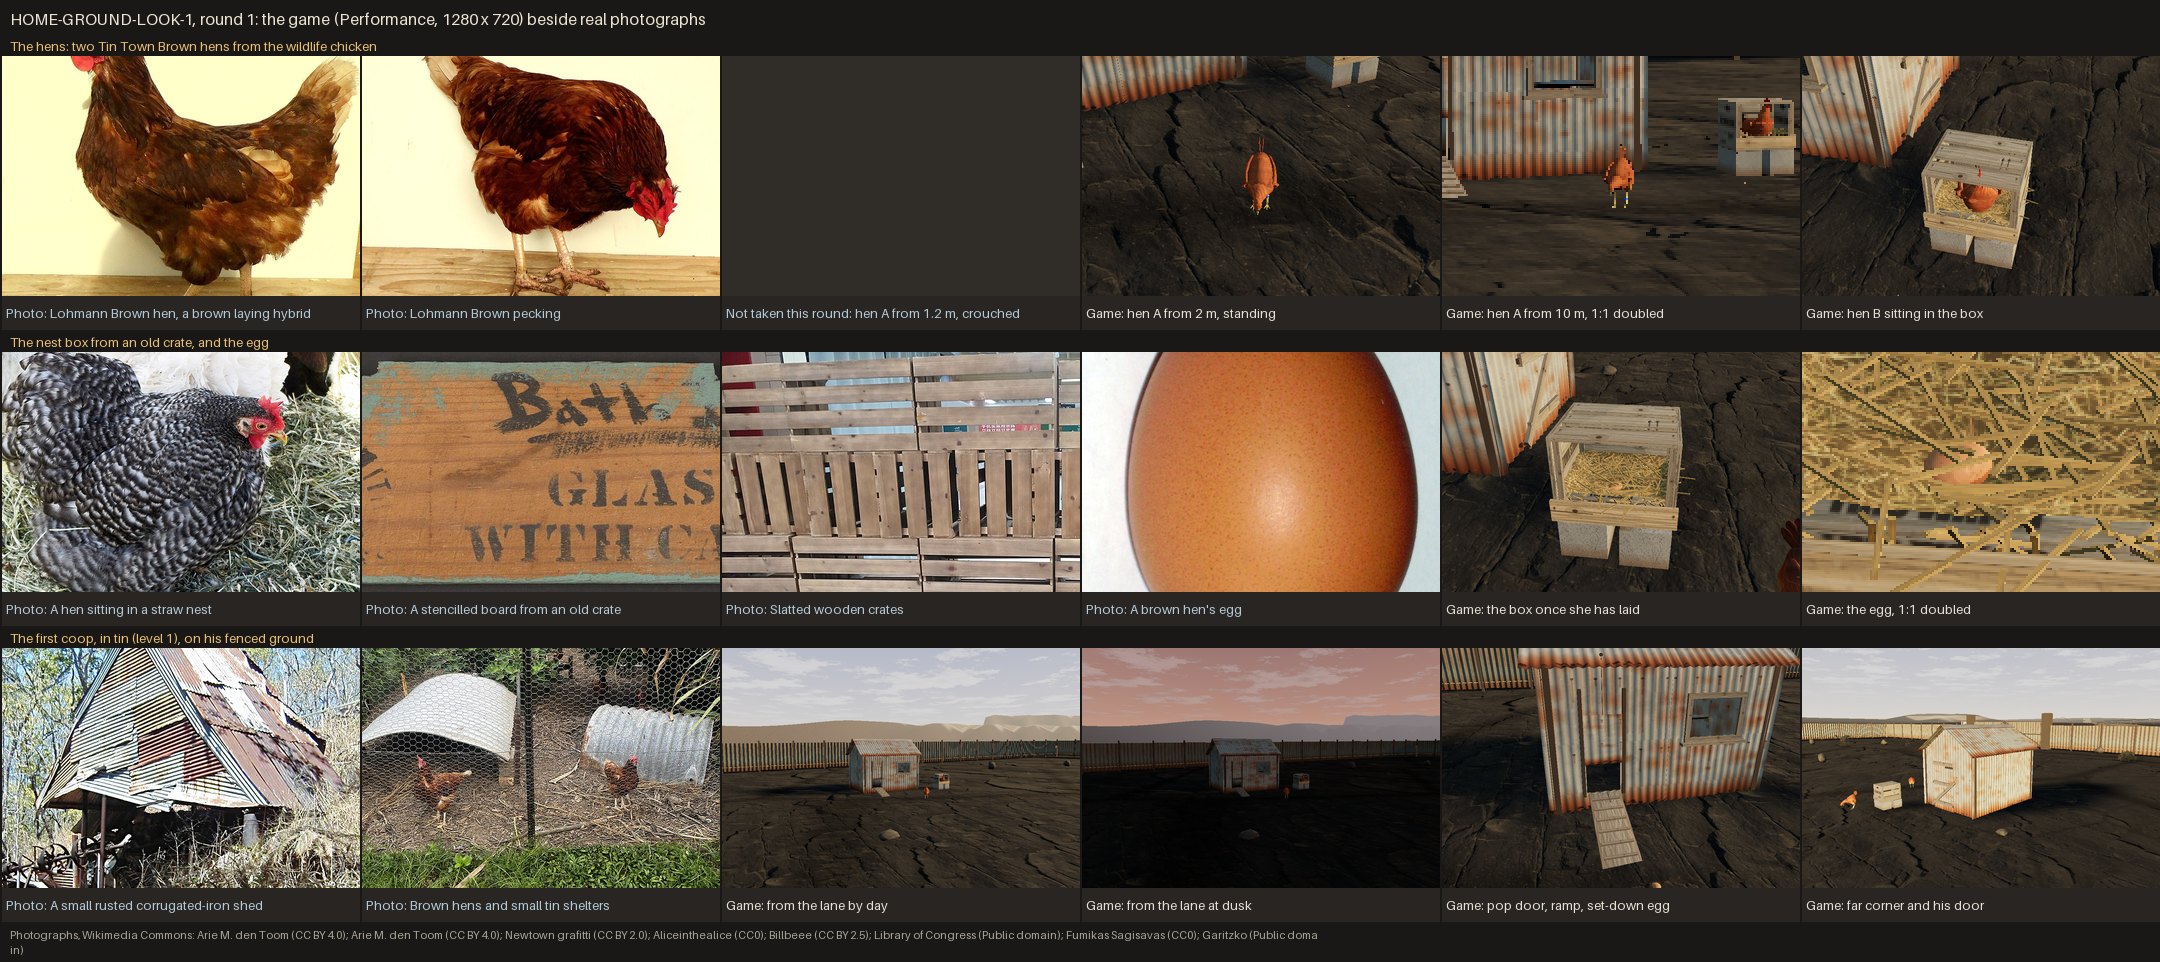 HOME-GROUND-LOOK-1, round 1: the game (Performance, 1280 x 720) beside real photographs
The hens: two Tin Town Brown hens from the wildlife chicken
Photo: Lohmann Brown hen, a brown laying hybrid
Photo: Lohmann Brown pecking
Not taken this round: hen A from 1.2 m, crouched
Game: hen A from 2 m, standing
Game: hen A from 10 m, 1:1 doubled
Game: hen B sitting in the box
The nest box from an old crate, and the egg
Bath
GLAS
WITH CA
Photo: A hen sitting in a straw nest
Photo: A stencilled board from an old crate
Photo: Slatted wooden crates
Photo: A brown hen's egg
Game: the box once she has laid
Game: the egg, 1:1 doubled
The first coop, in tin (level 1), on his fenced ground
Photo: A small rusted corrugated-iron shed
Photo: Brown hens and small tin shelters
Game: from the lane by day
Game: from the lane at dusk
Game: pop door, ramp, set-down egg
Game: far corner and his door
Photographs, Wikimedia Commons: Arie M. den Toom (CC BY 4.0); Arie M. den Toom (CC BY 4.0); Newtown grafitti (CC BY 2.0); Aliceinthealice (CC0); Billbeee (CC BY 2.5); Library of Congress (Public domain); Fumikas Sagisavas (CC0); Garitzko (Public doma
in)